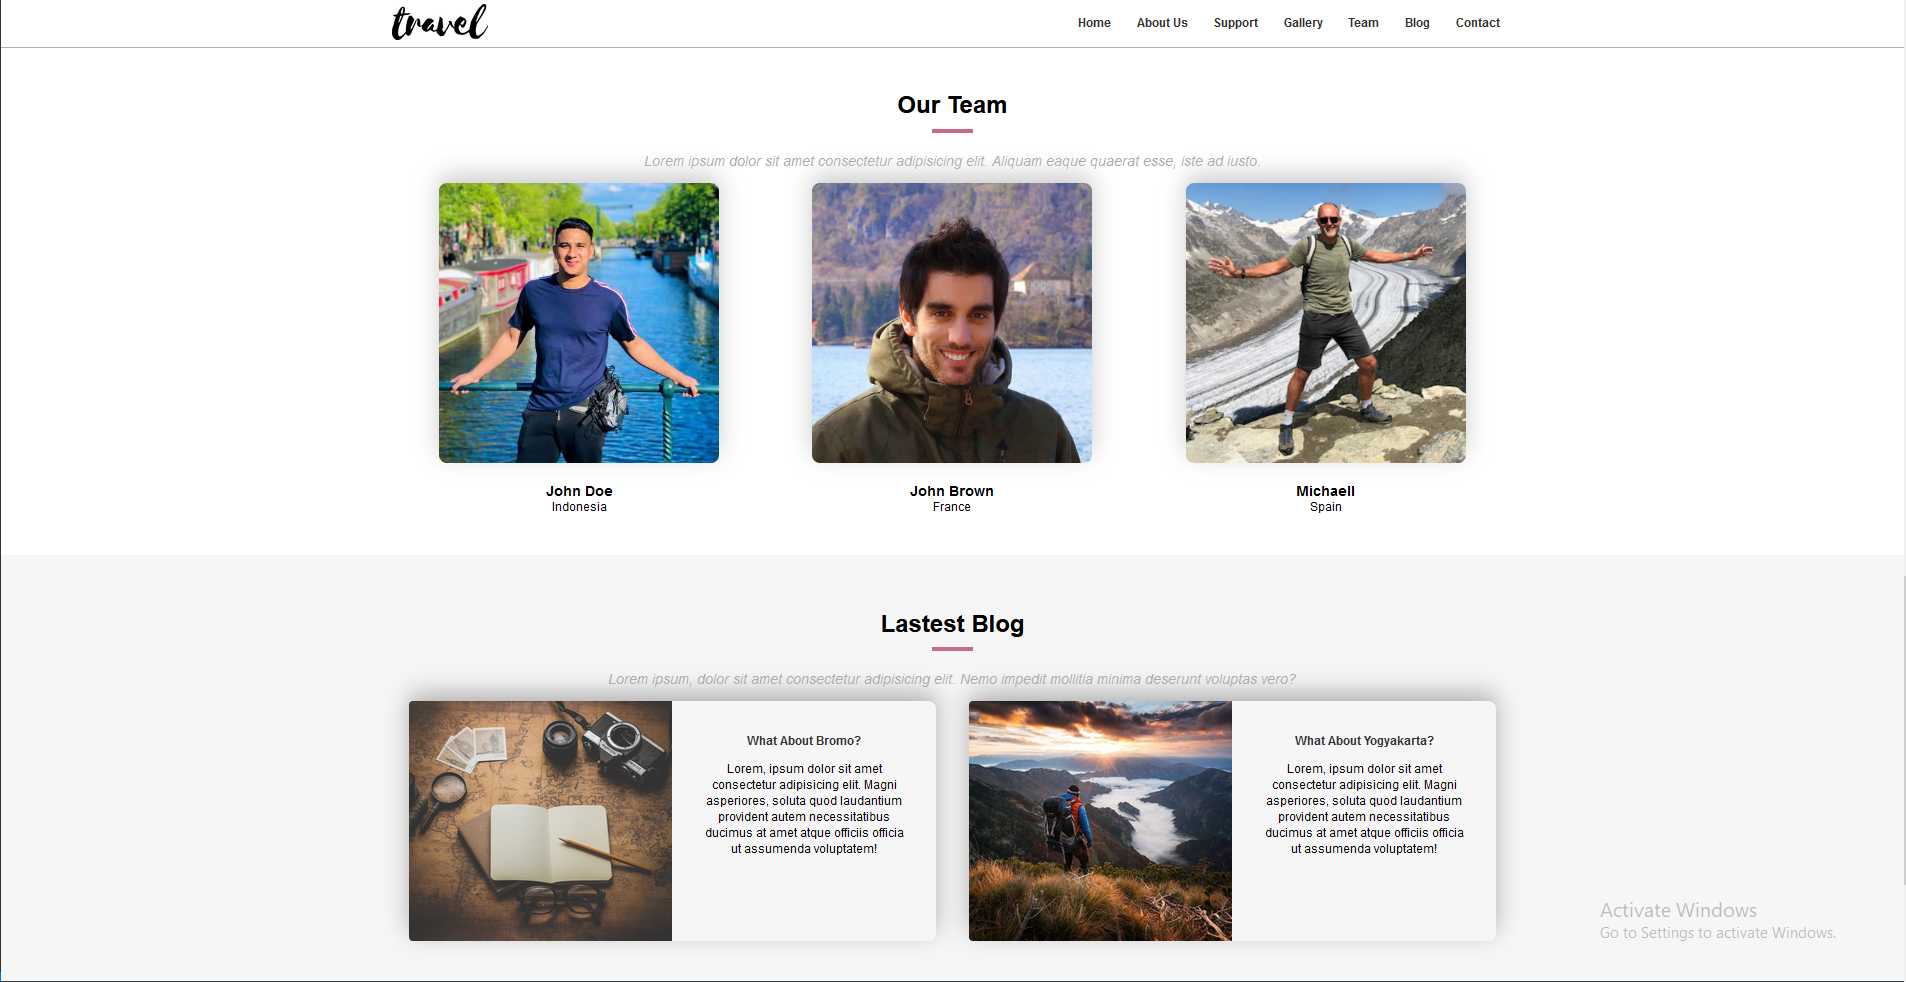 travel
Home About Us Support Gallery Team Blog Contact
Our Team
Lorem ipsum dolor sit amet consectetur adipisicing elit. Aliquam eaque quaerat esse, iste ad iusto.
John Doe
Indonesia
John Brown
France
Michaell
Spain
Lastest Blog
Lorem ipsum, dolor sit amet consectetur adipisicing elit. Nemo impedit mollitia minima deserunt voluptas vero?
What About Bromo?
Lorem, ipsum dolor sit amet
consectetur adipisicing elit. Magni
asperiores, soluta quod laudantium
provident autem necessitatibus
ducimus at amet atque officiis officia
ut assumenda voluptatem!
What About Yogyakarta?
Lorem, ipsum dolor sit amet
consectetur adipisicing elit. Magni
asperiores, soluta quod laudantium
provident autem necessitatibus
ducimus at amet atque officiis officia
ut assumenda voluptatem!
Activate Windows
Go to Settings to activate Windows.